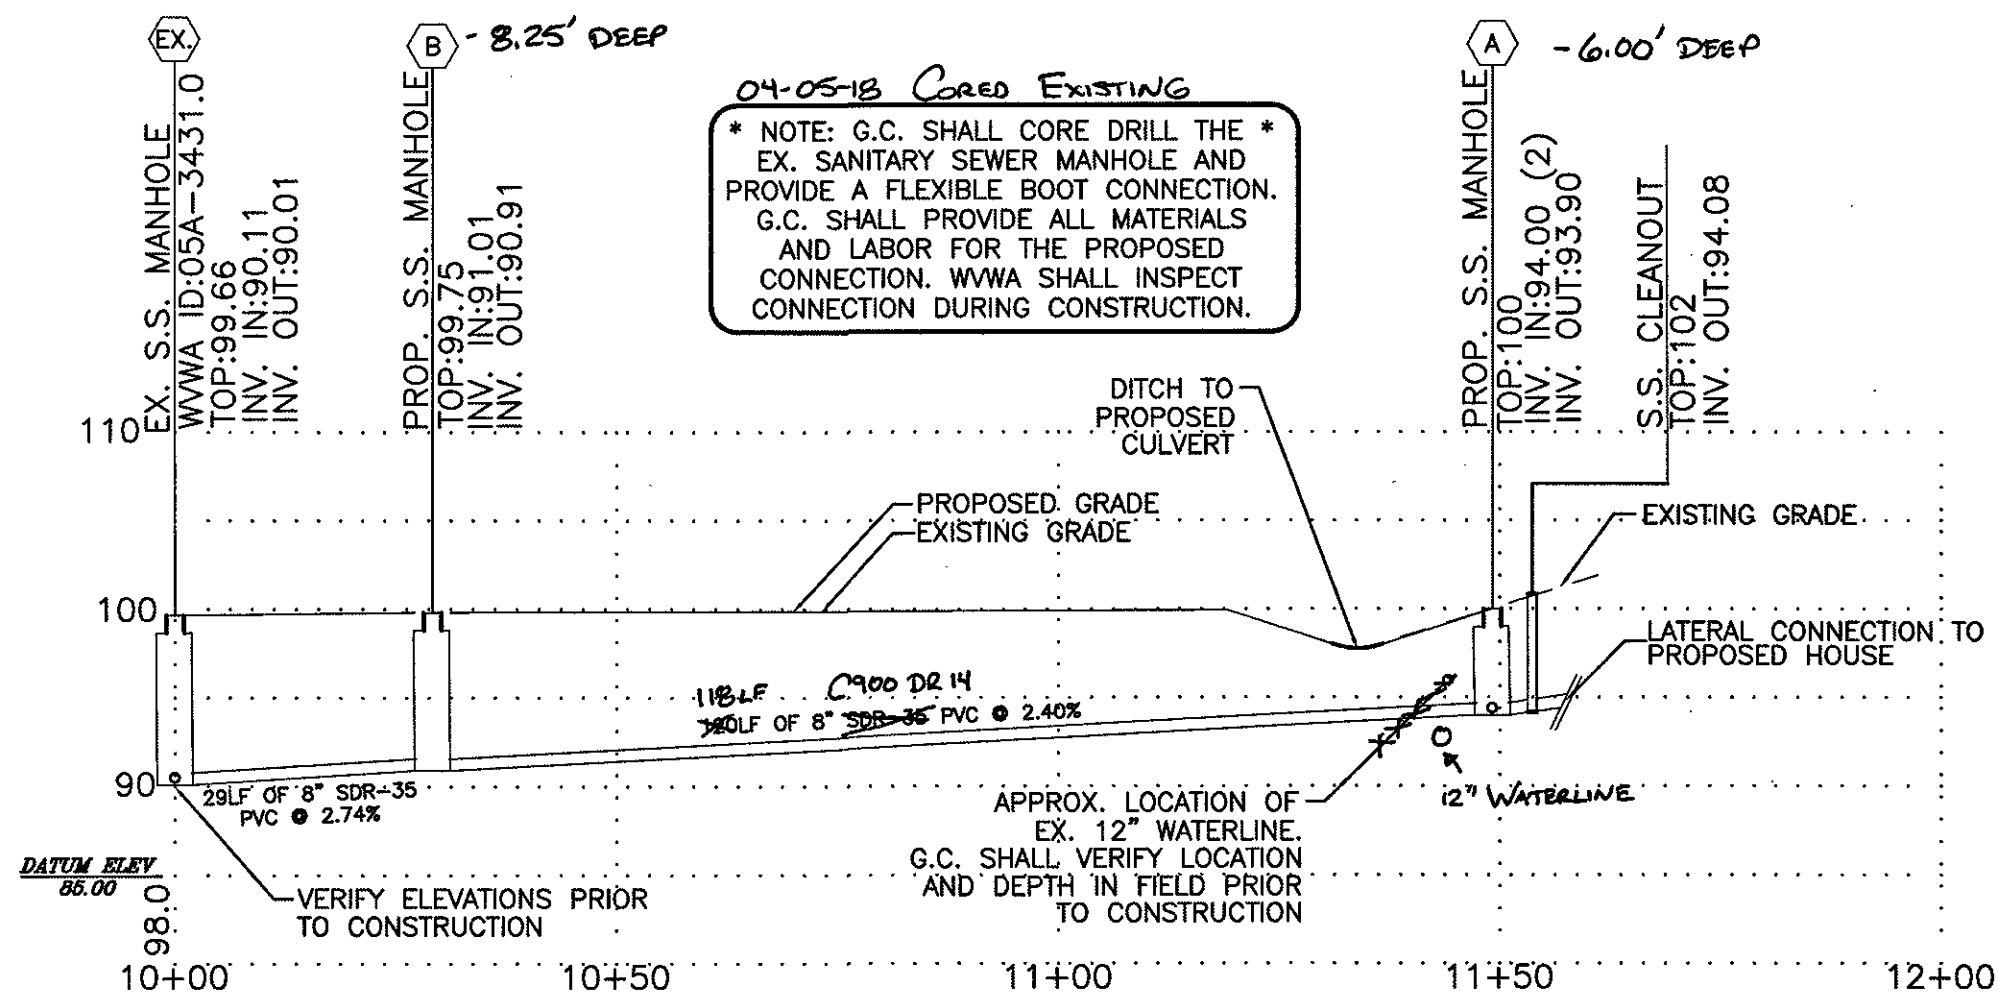 EX.
B
- 8.25' DEEP
A
- 6.00' DEEP
04-05-18 CORED EXISTING
* NOTE: G.C. SHALL CORE DRILL THE *
EX. SANITARY SEWER MANHOLE AND
PROVIDE A FLEXIBLE BOOT CONNECTION.
G.C. SHALL PROVIDE ALL MATERIALS
AND LABOR FOR THE PROPOSED
CONNECTION. WVWA SHALL INSPECT
CONNECTION DURING CONSTRUCTION.
EX. S.S. MANHOLE
WVWA ID:05A-3431.0
TOP:99.66
INV. IN:90.11
INV. OUT:90.01
PROP. S.S. MANHOLE
TOP:99.75
INV. IN:91.01
INV. OUT:90.91
PROP. S.S. MANHOLE
TOP:100
INV. IN:94.00 (2)
INV. OUT:93.90
S.S. CLEANOUT
TOP:102
INV. OUT:94.08
110
DITCH TO
PROPOSED
CULVERT
PROPOSED GRADE
EXISTING GRADE
EXISTING GRADE
100
LATERAL CONNECTION TO
PROPOSED HOUSE
118 LF C900 DR 14
120LF OF 8" SDR-35 PVC @ 2.40%
90
29LF OF 8" SDR-35
PVC @ 2.74%
12" WATERLINE
APPROX. LOCATION OF
EX. 12" WATERLINE.
G.C. SHALL VERIFY LOCATION
AND DEPTH IN FIELD PRIOR
TO CONSTRUCTION
DATUM ELEV
85.00
VERIFY ELEVATIONS PRIOR
TO CONSTRUCTION
98.0
10+00 10+50 11+00 11+50 12+00